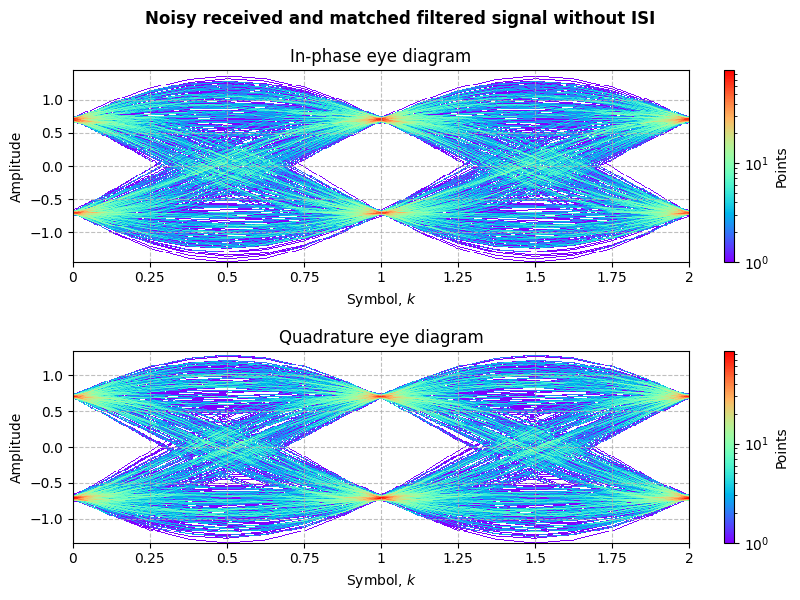 Noisy received and matched filtered signal without ISI
In-phase eye diagram
1.0
0.5
0.0
−0.5
−1.0
Amplitude
0 0.25 0.5 0.75 1 1.25 1.5 1.75 2
Symbol, k
10¹
10⁰
Points
Quadrature eye diagram
1.0
0.5
0.0
−0.5
−1.0
Amplitude
0 0.25 0.5 0.75 1 1.25 1.5 1.75 2
Symbol, k
10¹
10⁰
Points